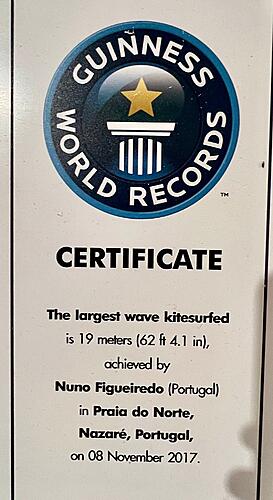 GUINNESS
WORLD RECORDS
™
CERTIFICATE
The largest wave kitesurfed
is 19 meters (62 ft 4.1 in),
achieved by
Nuno Figueiredo (Portugal)
in Praia do Norte,
Nazaré, Portugal,
on 08 November 2017.